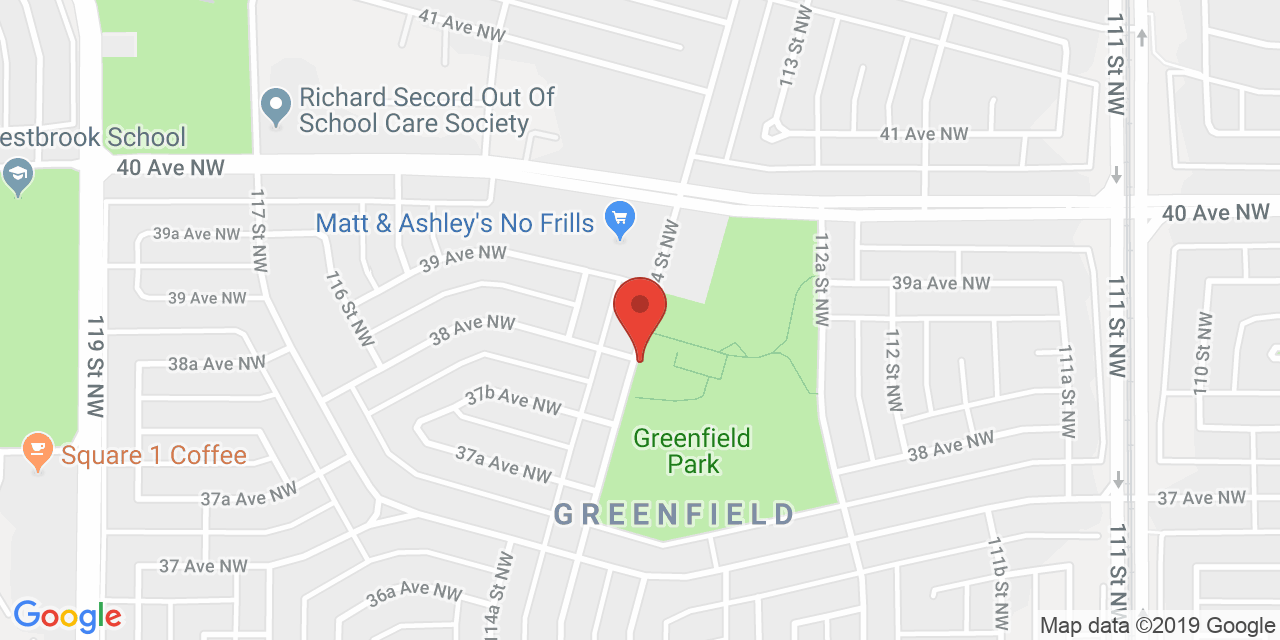 41 Ave NW
113 St NW
111 St NW
Richard Secord Out Of
School Care Society
41 Ave NW
estbrook School
40 Ave NW
117 St NW
Matt & Ashley's No Frills
40 Ave NW
39a Ave NW
39 Ave NW
4 St NW
112a St NW
39a Ave NW
39 Ave NW
116 St NW
38 Ave NW
111 St NW
119 St NW
38a Ave NW
112 St NW
111a St NW
110 St NW
37b Ave NW
Greenfield
Park
38 Ave NW
Square 1 Coffee
37a Ave NW
37a Ave NW
37 Ave NW
GREENFIELD
37 Ave NW
114a St NW
111b St NW
111 St NW
36a Ave NW
Google
Map data ©2019 Google